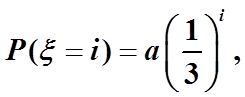 P(ξ = i) = a(1/3)^i ,